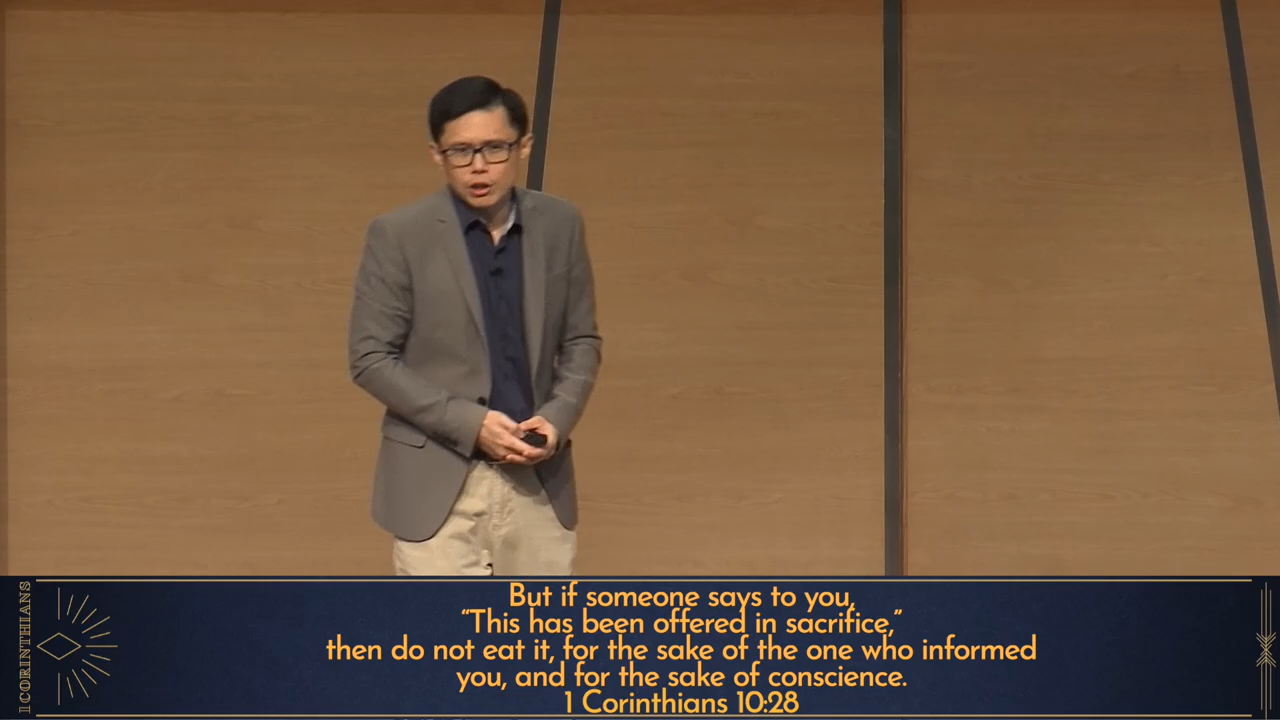 1 CORINTHIANS
But if someone says to you,
“This has been offered in sacrifice,”
then do not eat it, for the sake of the one who informed
you, and for the sake of conscience.
1 Corinthians 10:28